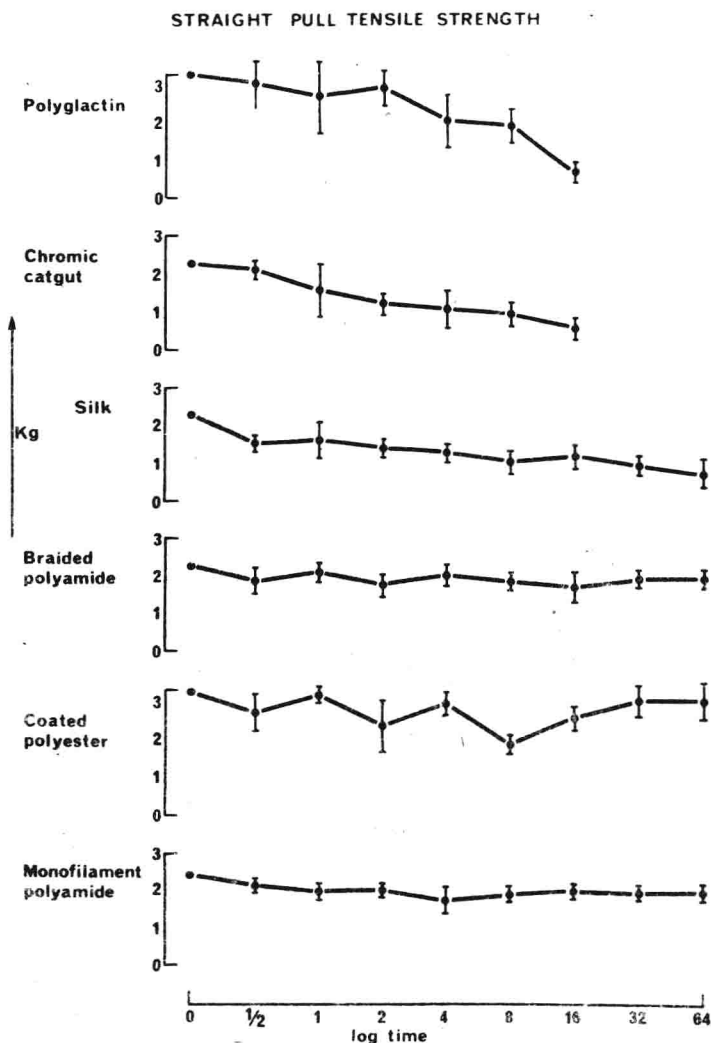 STRAIGHT PULL TENSILE STRENGTH
Polyglactin
3
2
1
0
Chromic
catgut
3
2
1
0
Kg
Silk
3
2
1
0
Braided
polyamide
3
2
1
0
Coated
polyester
3
2
1
0
Monofilament
polyamide
3
2
1
0
0 1/2 1 2 4 8 16 32 64
log time